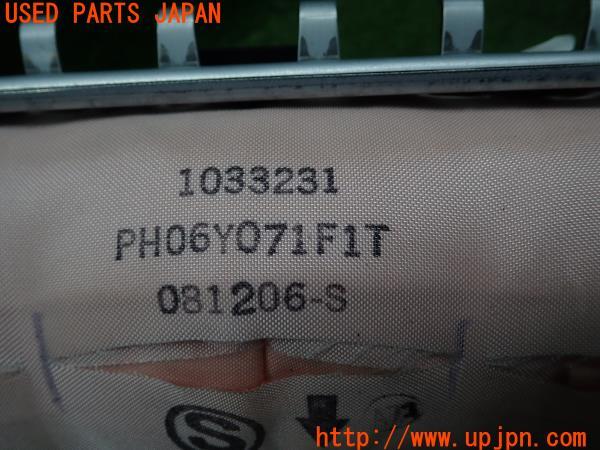 USED PARTS JAPAN
1033231
PH06Y071F1T
081206-S
S
http://www.upjpn.com/